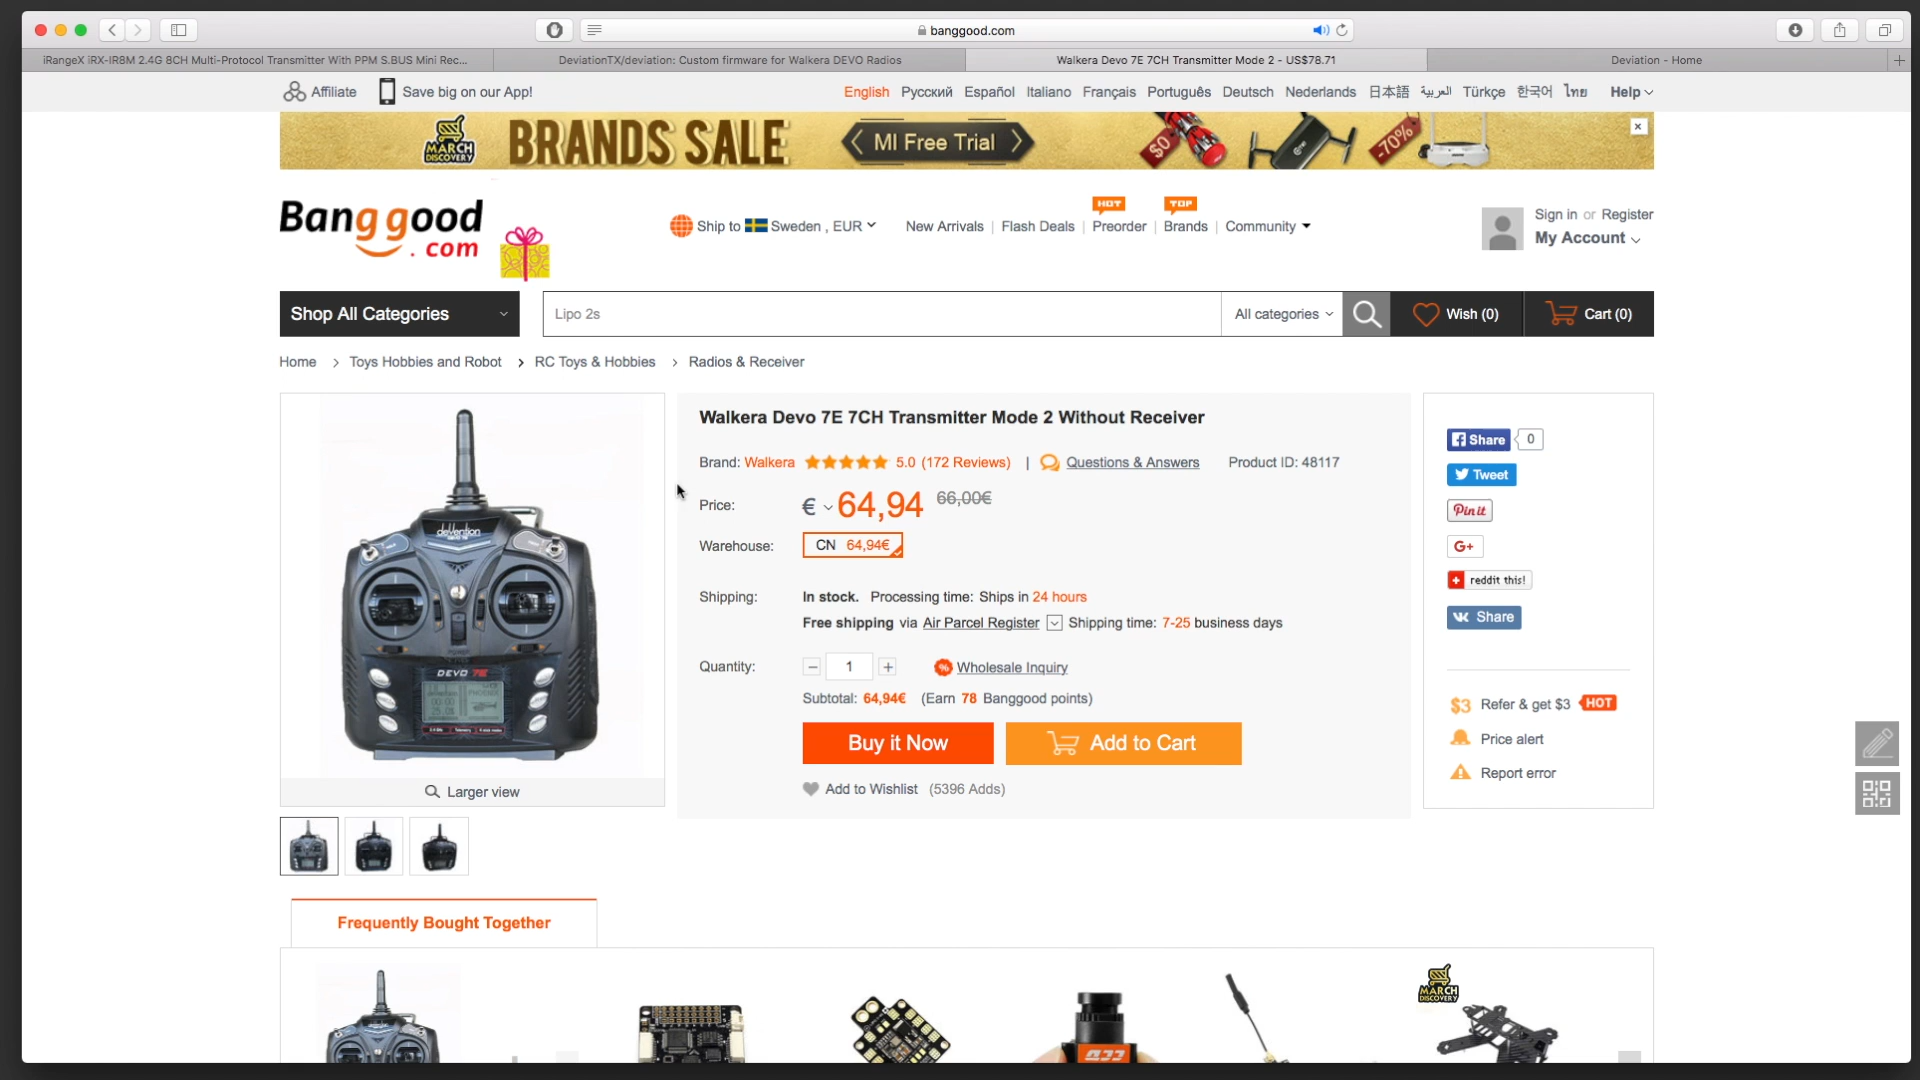 banggood.com
iRangeX iRX-IR8M 2.4G 8CH Multi-Protocol Transmitter With PPM S.BUS Mini Rec...
DeviationTX/deviation: Custom firmware for Walkera DEVO Radios
Walkera Devo 7E 7CH Transmitter Mode 2 - US$78.71
Deviation - Home
Affiliate
Save big on our App!
English Русский Español Italiano Français Português Deutsch Nederlands 日本語 العربية Türkçe 한국어 ไทย Help
MARCH DISCOVERY
BRANDS SALE
MI Free Trial
$0
-70%
Banggood.com
Ship to Sweden , EUR
New Arrivals | Flash Deals | Preorder | Brands | Community
HOT
TOP
Sign in or Register
My Account
Shop All Categories
Lipo 2s
All categories
Wish (0)
Cart (0)
Home > Toys Hobbies and Robot > RC Toys & Hobbies > Radios & Receiver
Walkera Devo 7E 7CH Transmitter Mode 2 Without Receiver
Brand: Walkera 5.0 (172 Reviews) | Questions & Answers Product ID: 48117
Price: € 64,94 66,00€
Warehouse: CN 64,94€
Shipping: In stock. Processing time: Ships in 24 hours
Free shipping via Air Parcel Register Shipping time: 7-25 business days
Quantity: − 1 + % Wholesale Inquiry
Subtotal: 64,94€ (Earn 78 Banggood points)
Buy it Now
Add to Cart
Add to Wishlist (5396 Adds)
Share 0
Tweet
Pin it
G+
reddit this!
Share
$3 Refer & get $3 HOT
Price alert
Report error
deVention
DEVO 7E
Larger view
Frequently Bought Together
MARCH DISCOVERY